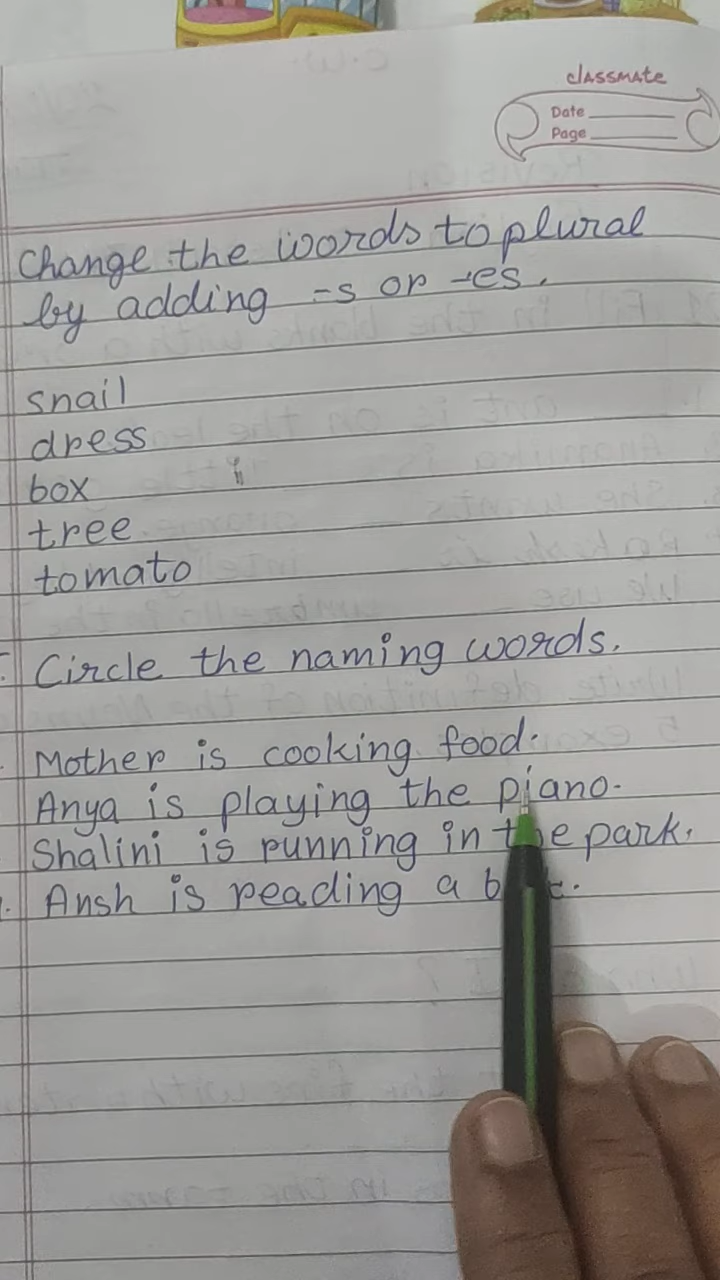 classmate
Date
Page
Change the words to plural
by adding -s or -es.
snail
dress
box
tree
tomato
Circle the naming words.
Mother is cooking food.
Anya is playing the piano.
Shalini is running in the park.
Ansh is reading a